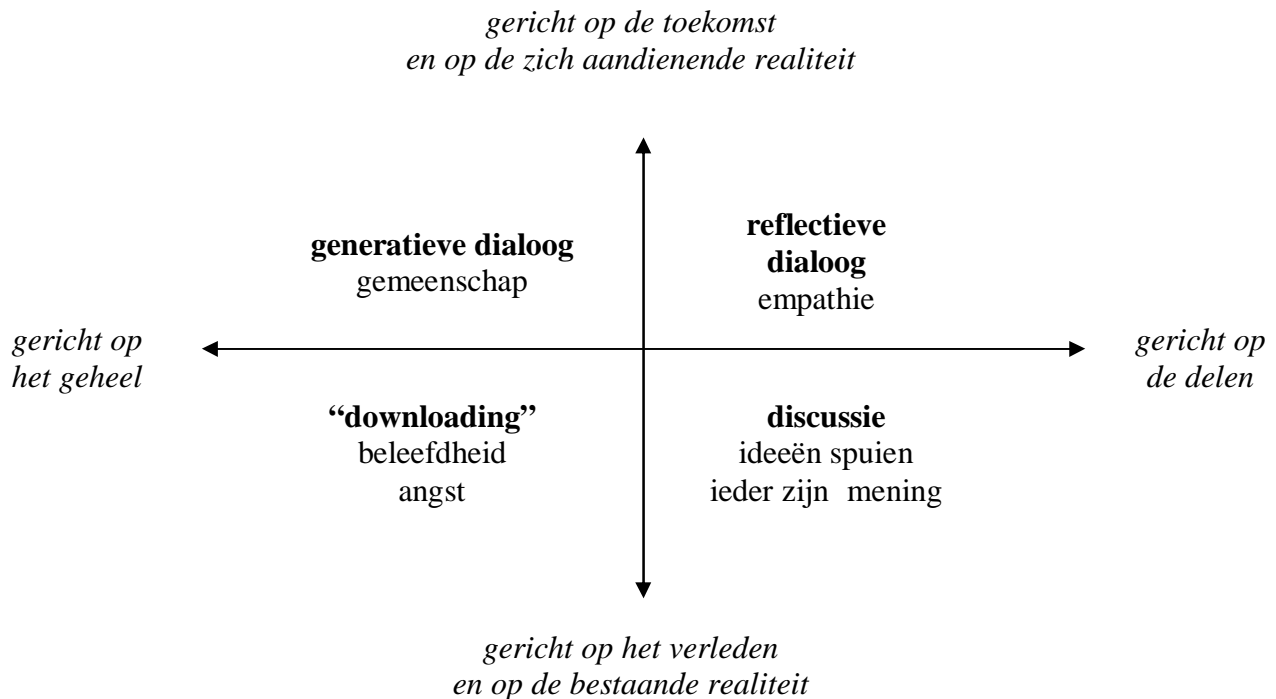 gericht op de toekomst
en op de zich aandienende realiteit
generatieve dialoog
gemeenschap
reflectieve
dialoog
empathie
gericht op
het geheel
gericht op
de delen
“downloading”
beleefdheid
angst
discussie
ideeën spuien
ieder zijn mening
gericht op het verleden
en op de bestaande realiteit